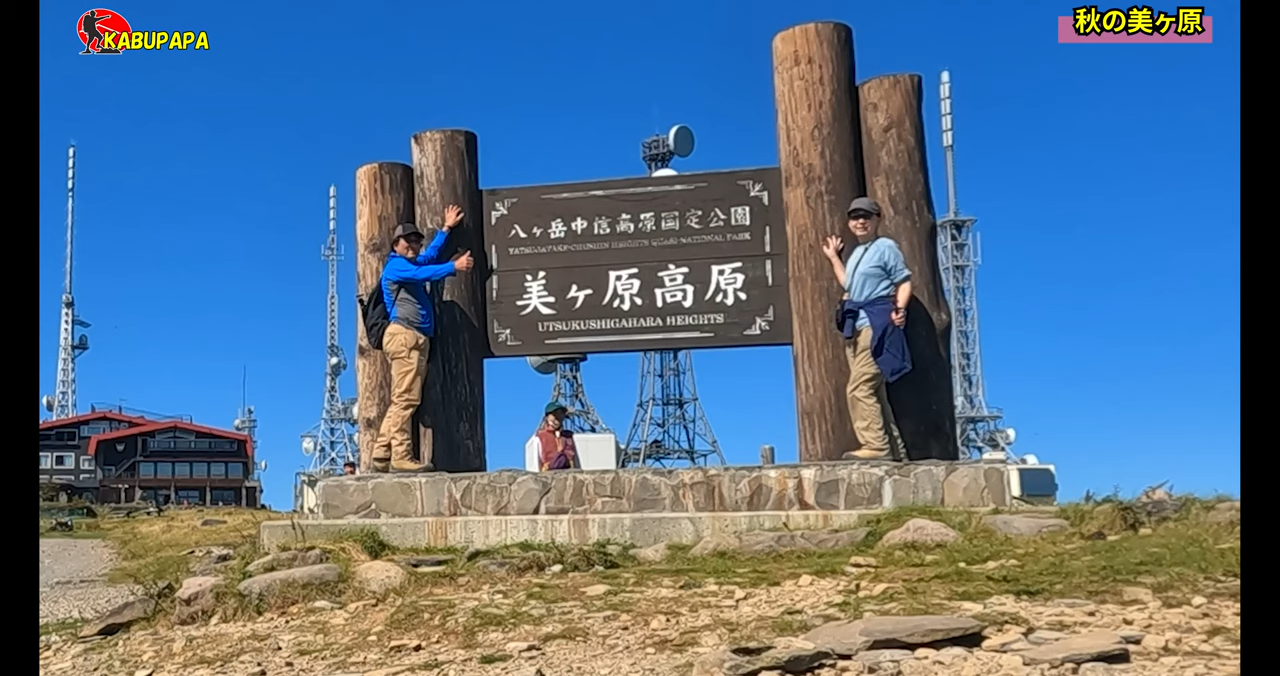 KABUPAPA
秋の美ヶ原
八ヶ岳中信高原国定公園
YATSUGATAKE-CHUSHIN HEIGHTS QUASI-NATIONAL PARK
美ヶ原高原
UTSUKUSHIGAHARA HEIGHTS